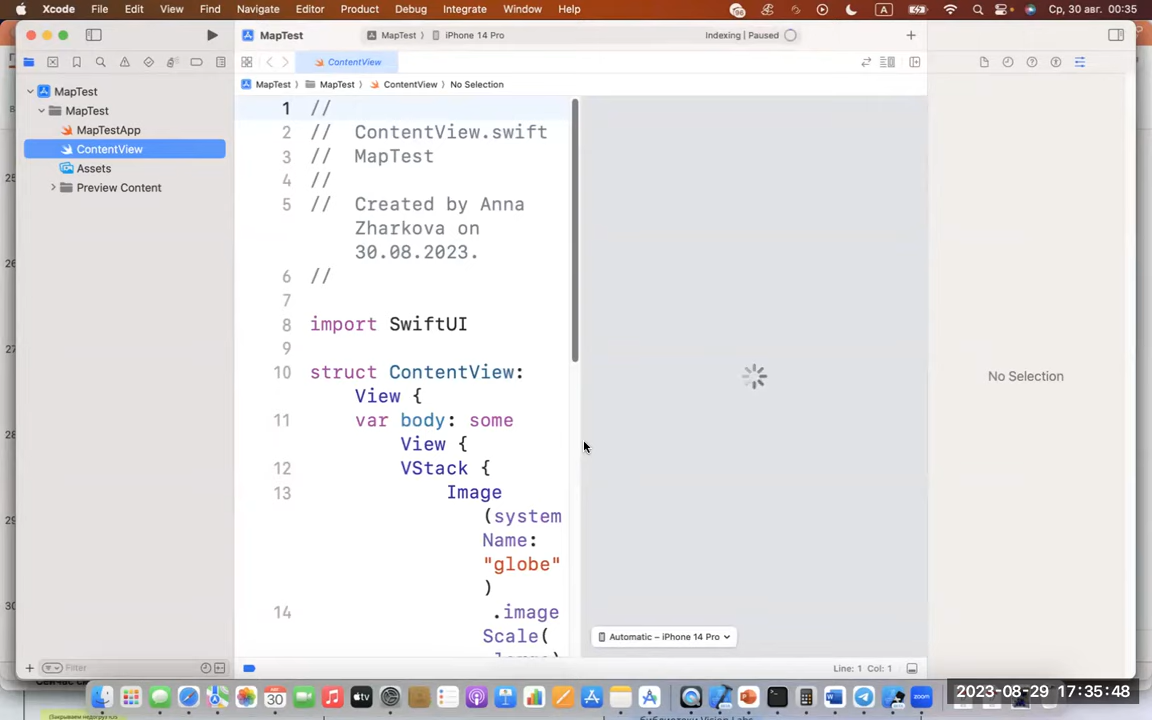 Xcode File Edit View Find Navigate Editor Product Debug Integrate Window Help A Ср, 30 авг. 00:35
MapTest MapTest iPhone 14 Pro Indexing | Paused
ContentView
MapTest MapTest ContentView No Selection
MapTest
MapTest
MapTestApp
ContentView
Assets
Preview Content
1 //
2 // ContentView.swift
3 // MapTest
4 //
5 // Created by Anna
Zharkova on
30.08.2023.
6 //
7
8 import SwiftUI
9
10 struct ContentView:
View {
11 var body: some
View {
12 VStack {
13 Image
(system
Name:
"globe"
)
14 .image
Scale(
No Selection
Automatic – iPhone 14 Pro
Filter
Line: 1 Col: 1
2023-08-29 17:35:48